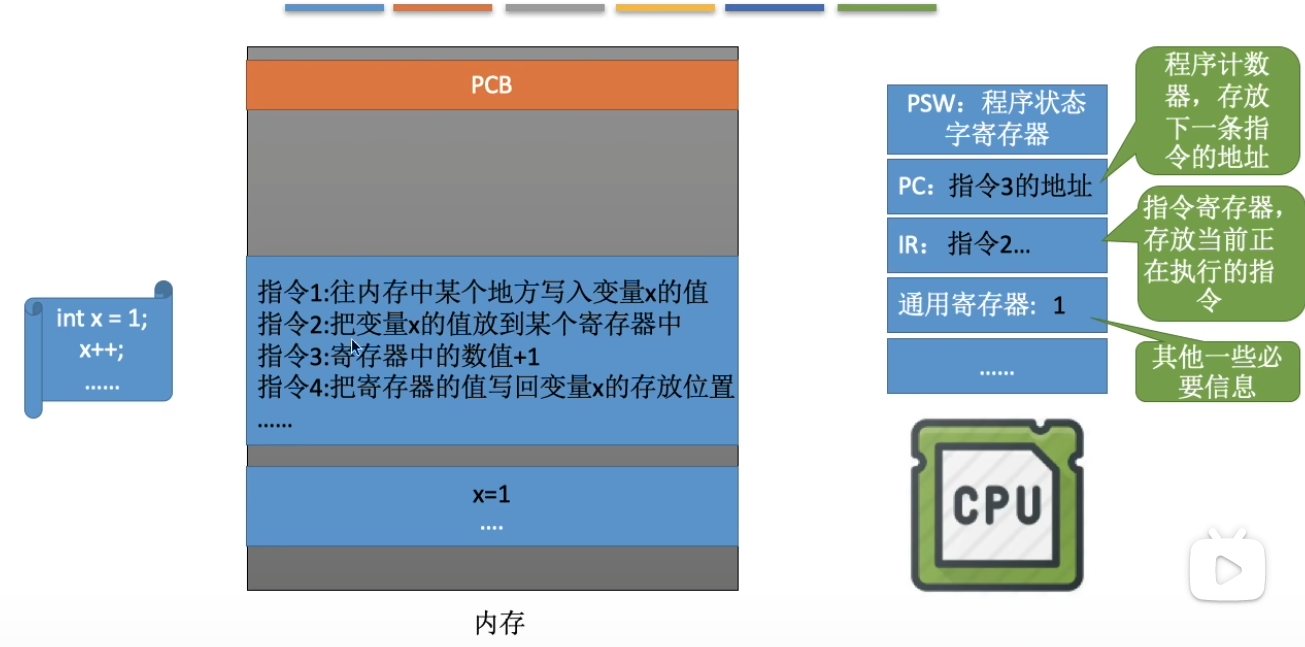 PCB
int x = 1;
x++;
......
指令1:往内存中某个地方写入变量x的值
指令2:把变量x的值放到某个寄存器中
指令3:寄存器中的数值+1
指令4:把寄存器的值写回变量x的存放位置
......
x=1
....
内存
PSW：程序状态
字寄存器
PC：指令3的地址
IR： 指令2...
通用寄存器：1
......
程序计数
器，存放
下一条指
令的地址
指令寄存器，
存放当前正
在执行的指
令
其他一些必
要信息
CPU